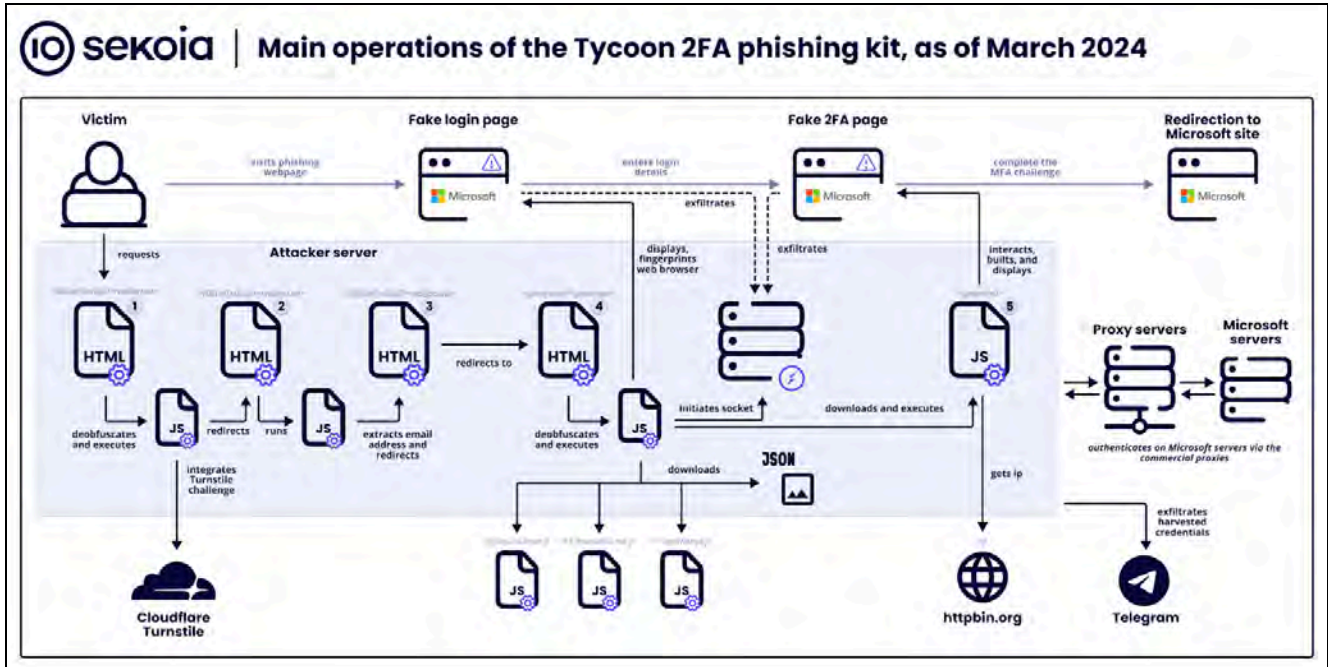 IO sekoia | Main operations of the Tycoon 2FA phishing kit, as of March 2024
Victim
Fake login page
Fake 2FA page
Redirection to
Microsoft site
visits phishing
webpage
enters login
details
complete the
MFA challenge
Microsoft
Microsoft
Microsoft
exfiltrates
exfiltrates
requests
Attacker server
displays,
fingerprints
web browser
interacts,
builts, and
displays
1
HTML
2
HTML
3
HTML
4
HTML
5
JS
redirects to
Proxy servers
Microsoft
servers
JS
JS
JS
deobfuscates
and executes
redirects
runs
extracts email
address and
redirects
deobfuscates
and executes
Initiates socket
downloads and executes
authenticates on Microsoft servers via the
commercial proxies
integrates
Turnstile
challenge
downloads
JSON
gets ip
exfiltrates
harvested
credentials
JS
JS
JS
Cloudflare
Turnstile
httpbin.org
Telegram